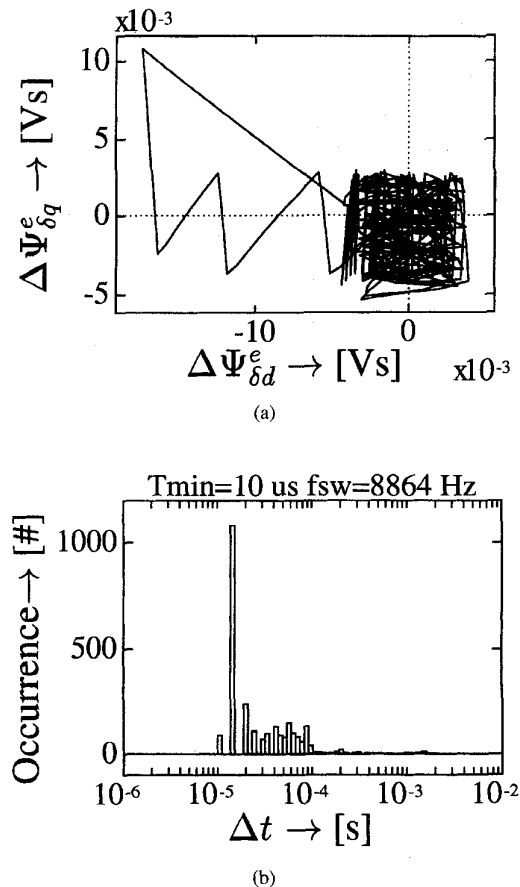 x10⁻³
10
5
0
-5
ΔΨᵉδq → [Vs]
-10
0
ΔΨᵉδd → [Vs]
x10⁻³
(a)
Tmin=10 us fsw=8864 Hz
1000
500
0
Occurrence→ [#]
10⁻⁶
10⁻⁵
10⁻⁴
10⁻³
10⁻²
Δt → [s]
(b)